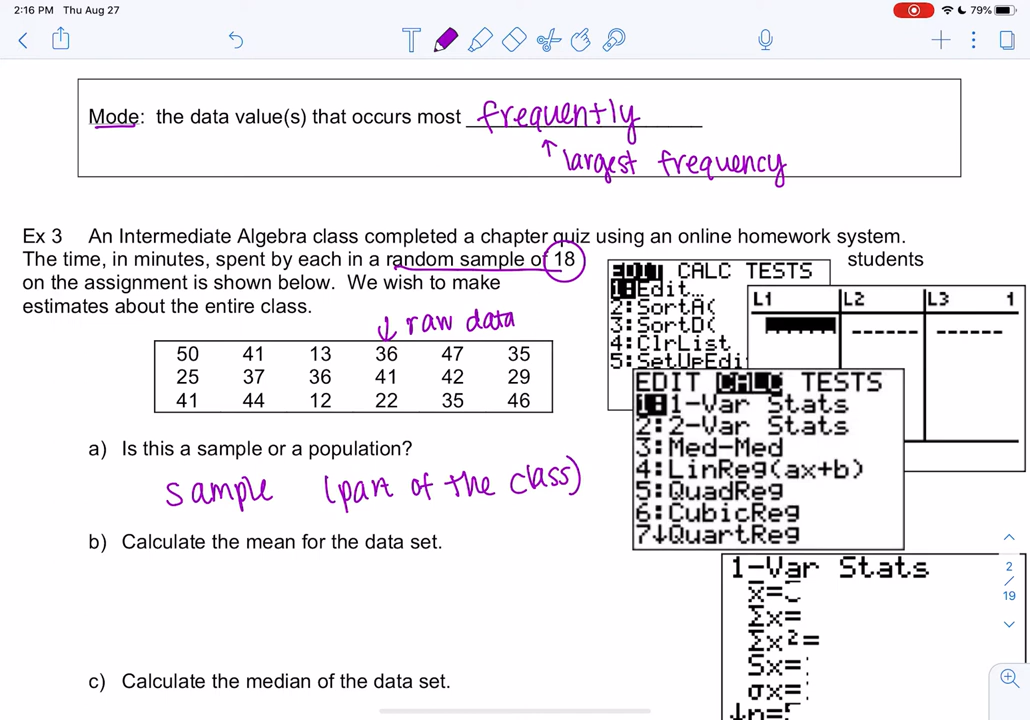 2:16 PM Thu Aug 27
79%
T
Mode: the data value(s) that occurs most frequently
↑ largest frequency
Ex 3 An Intermediate Algebra class completed a chapter quiz using an online homework system.
The time, in minutes, spent by each in a random sample of 18 students
on the assignment is shown below. We wish to make
estimates about the entire class.
↓ raw data
50 41 13 36 47 35
25 37 36 41 42 29
41 44 12 22 35 46
a) Is this a sample or a population?
sample (part of the class)
b) Calculate the mean for the data set.
c) Calculate the median of the data set.
EDIT CALC TESTS
1:Edit…
2:SortA(
3:SortD(
4:ClrList
5:SetUpEdi
L1 L2 L3 1
------ ------
EDIT CALC TESTS
1:1-Var Stats
2:2-Var Stats
3:Med-Med
4:LinReg(ax+b)
5:QuadReg
6:CubicReg
7↓QuartReg
1-Var Stats
x̄=
Σx=
Σx²=
Sx=
σx=
↓n=
2
/
19